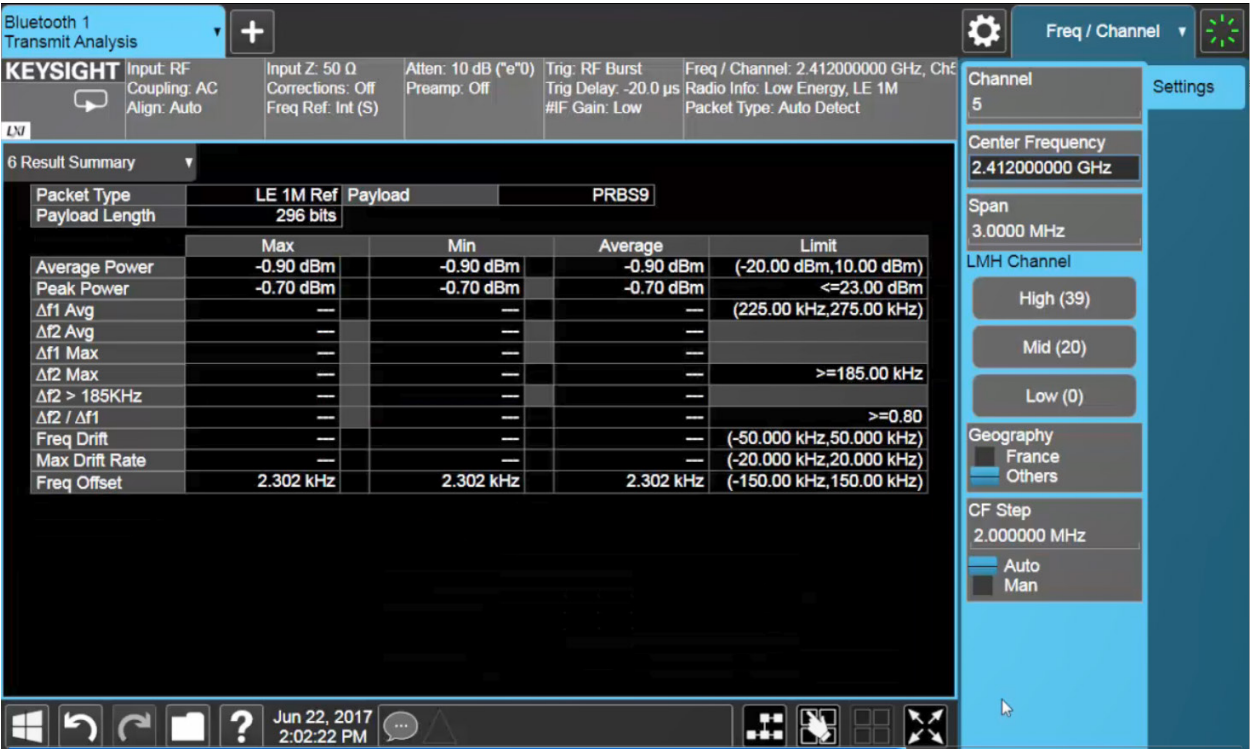 Bluetooth 1
Transmit Analysis
Freq / Channel
KEYSIGHT
LXI
Input: RF
Coupling: AC
Align: Auto
Input Z: 50 Ω
Corrections: Off
Freq Ref: Int (S)
Atten: 10 dB ("e"0)
Preamp: Off
Trig: RF Burst
Trig Delay: -20.0 µs
#IF Gain: Low
Freq / Channel: 2.412000000 GHz, Ch5
Radio Info: Low Energy, LE 1M
Packet Type: Auto Detect
6 Result Summary
Packet Type LE 1M Ref Payload PRBS9
Payload Length 296 bits
Max Min Average Limit
Average Power -0.90 dBm -0.90 dBm -0.90 dBm (-20.00 dBm,10.00 dBm)
Peak Power -0.70 dBm -0.70 dBm -0.70 dBm <=23.00 dBm
Δf1 Avg --- --- --- (225.00 kHz,275.00 kHz)
Δf2 Avg --- --- ---
Δf1 Max --- --- ---
Δf2 Max --- --- --- >=185.00 kHz
Δf2 > 185KHz --- --- ---
Δf2 / Δf1 --- --- --- >=0.80
Freq Drift --- --- --- (-50.000 kHz,50.000 kHz)
Max Drift Rate --- --- --- (-20.000 kHz,20.000 kHz)
Freq Offset 2.302 kHz 2.302 kHz 2.302 kHz (-150.00 kHz,150.00 kHz)
Channel
5
Center Frequency
2.412000000 GHz
Span
3.0000 MHz
LMH Channel
High (39)
Mid (20)
Low (0)
Geography
France
Others
CF Step
2.000000 MHz
Auto
Man
Settings
?
Jun 22, 2017
2:02:22 PM